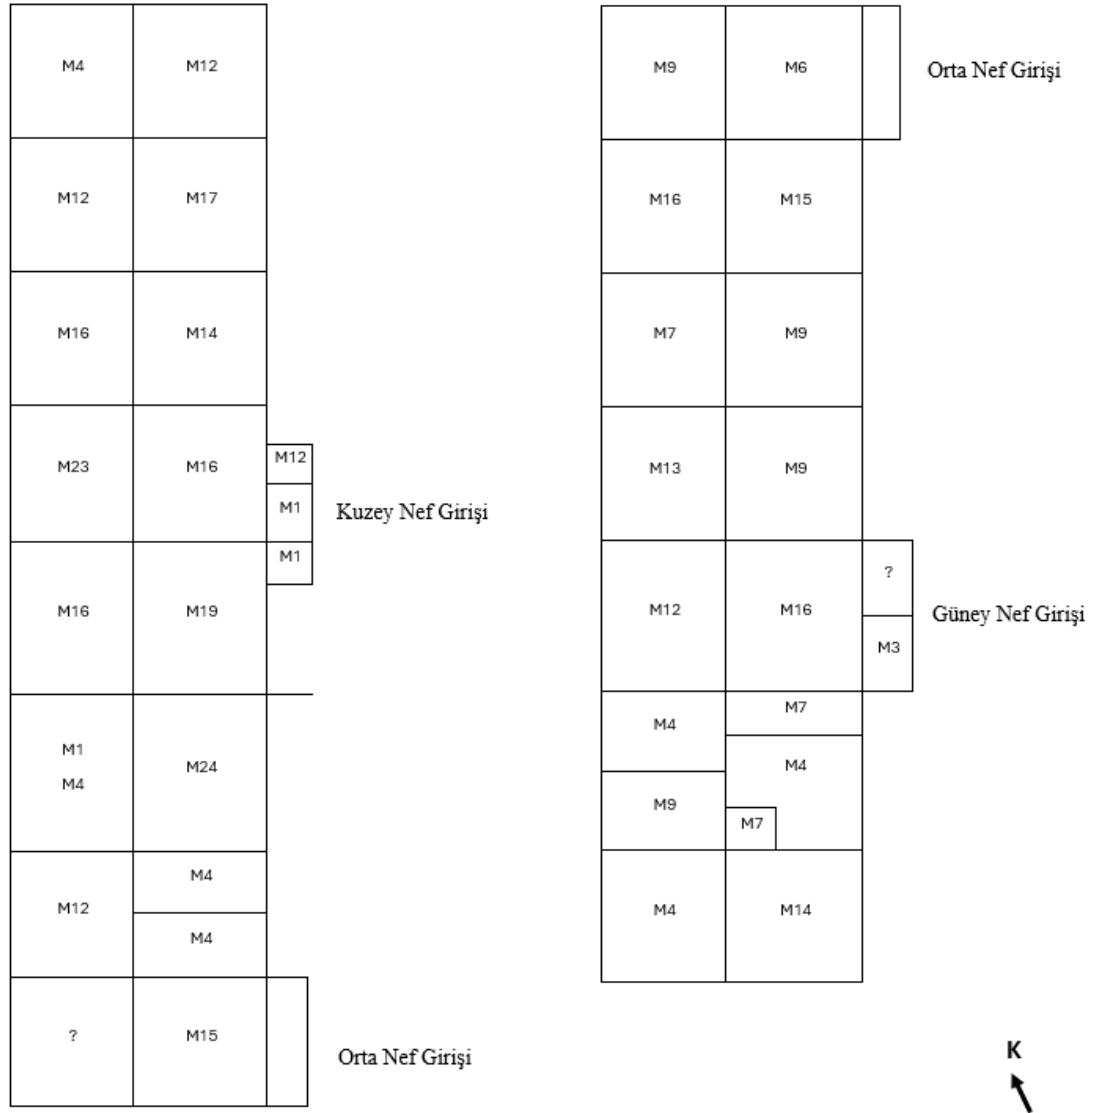 M4 M12
M12 M17
M16 M14
M23 M16 M12
M1
Kuzey Nef Girişi
M16 M19 M1
M1
M4
M24
M12 M4
M4
? M15
Orta Nef Girişi
M9 M6 Orta Nef Girişi
M16 M15
M7 M9
M13 M9
M12 M16 ?
M3
Güney Nef Girişi
M4 M7
M4
M9 M7
M4 M14
K